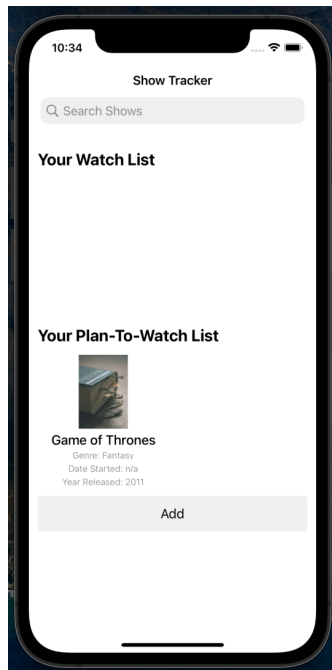 10:34
Show Tracker
Search Shows
Your Watch List
Your Plan-To-Watch List
Game of Thrones
Genre: Fantasy
Date Started: n/a
Year Released: 2011
Add